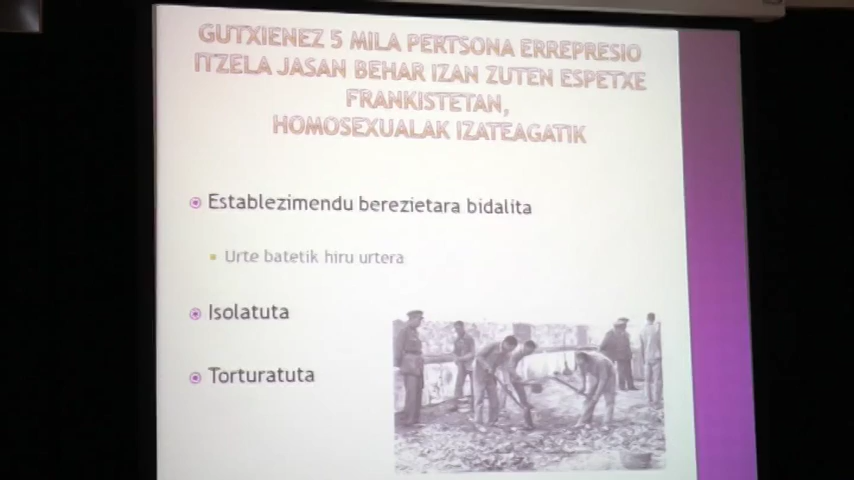 GUTXIENEZ 5 MILA PERTSONA ERREPRESIO
ITZELA JASAN BEHAR IZAN ZUTEN ESPETXE
FRANKISTETAN,
HOMOSEXUALAK IZATEAGATIK
Establezimendu berezietara bidalita
Urte batetik hiru urtera
Isolatuta
Torturatuta